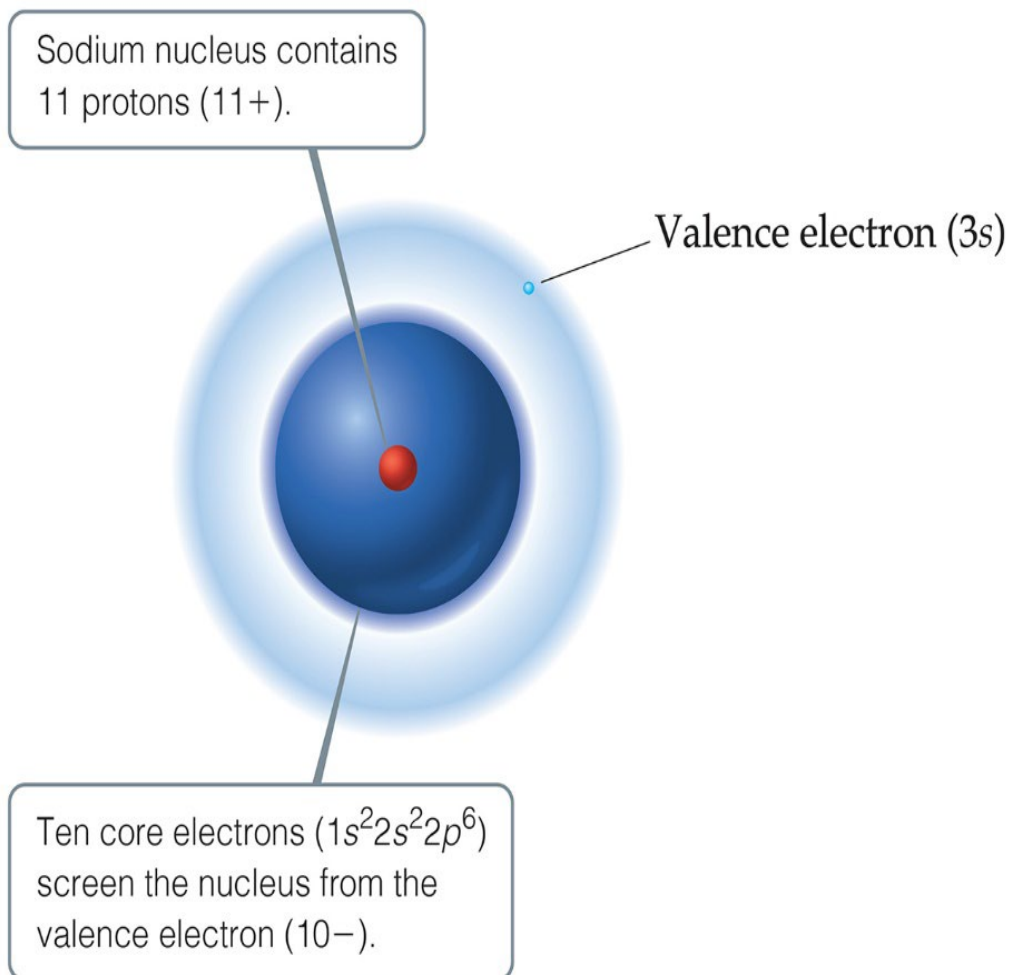 Sodium nucleus contains
11 protons (11+).
Valence electron (3s)
Ten core electrons (1s²2s²2p⁶)
screen the nucleus from the
valence electron (10−).